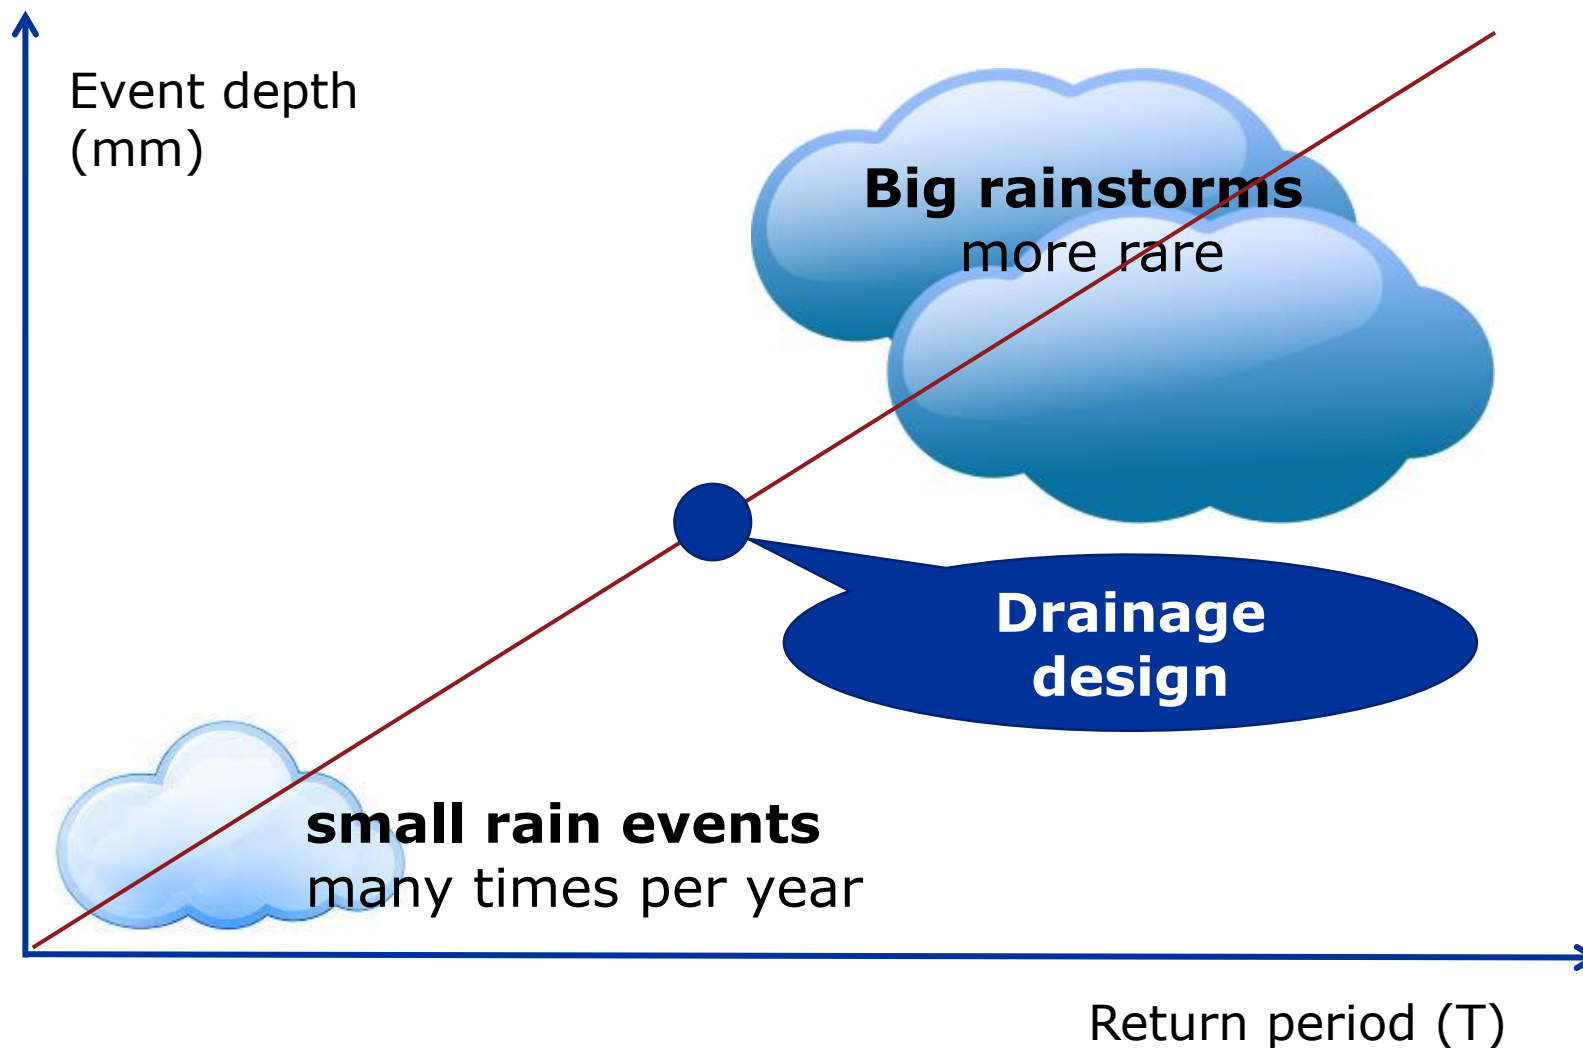 Event depth
(mm)
Big rainstorms
more rare
Drainage
design
small rain events
many times per year
Return period (T)